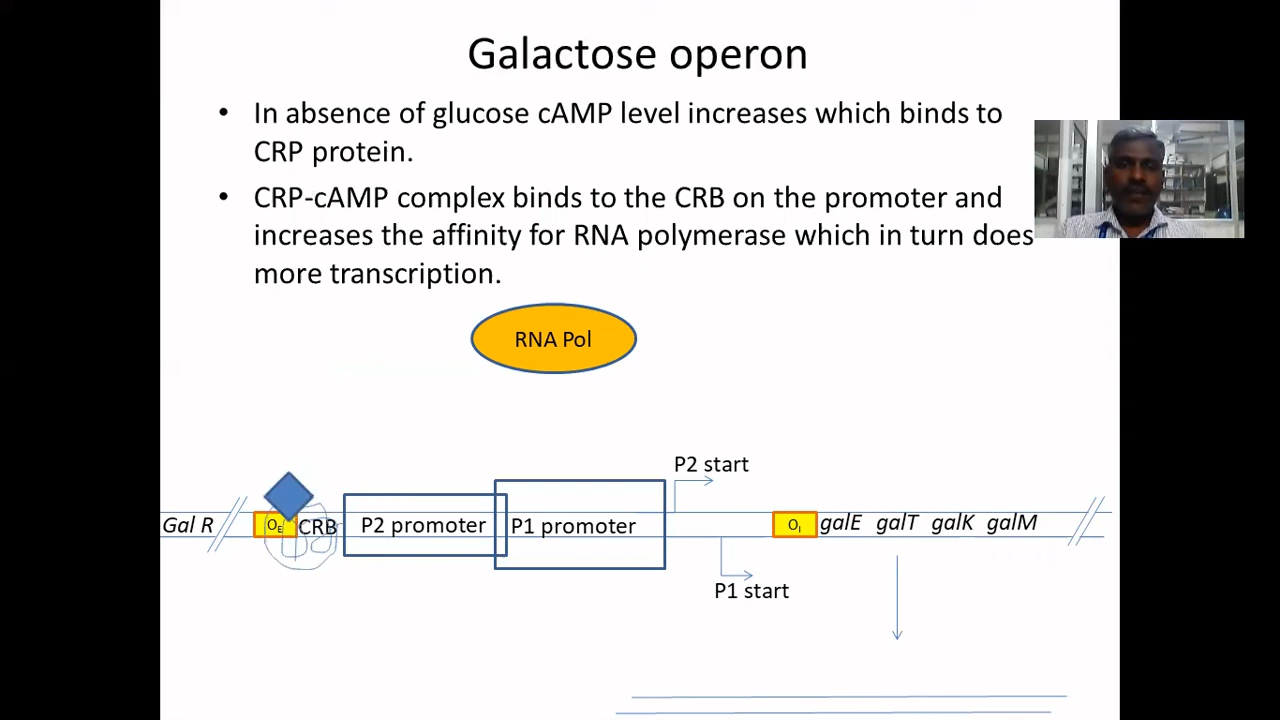 Galactose operon
• In absence of glucose cAMP level increases which binds to
CRP protein.
• CRP-cAMP complex binds to the CRB on the promoter and
increases the affinity for RNA polymerase which in turn does
more transcription.
RNA Pol
P2 start
Gal R OE CRB P2 promoter P1 promoter OI galE galT galK galM
P1 start